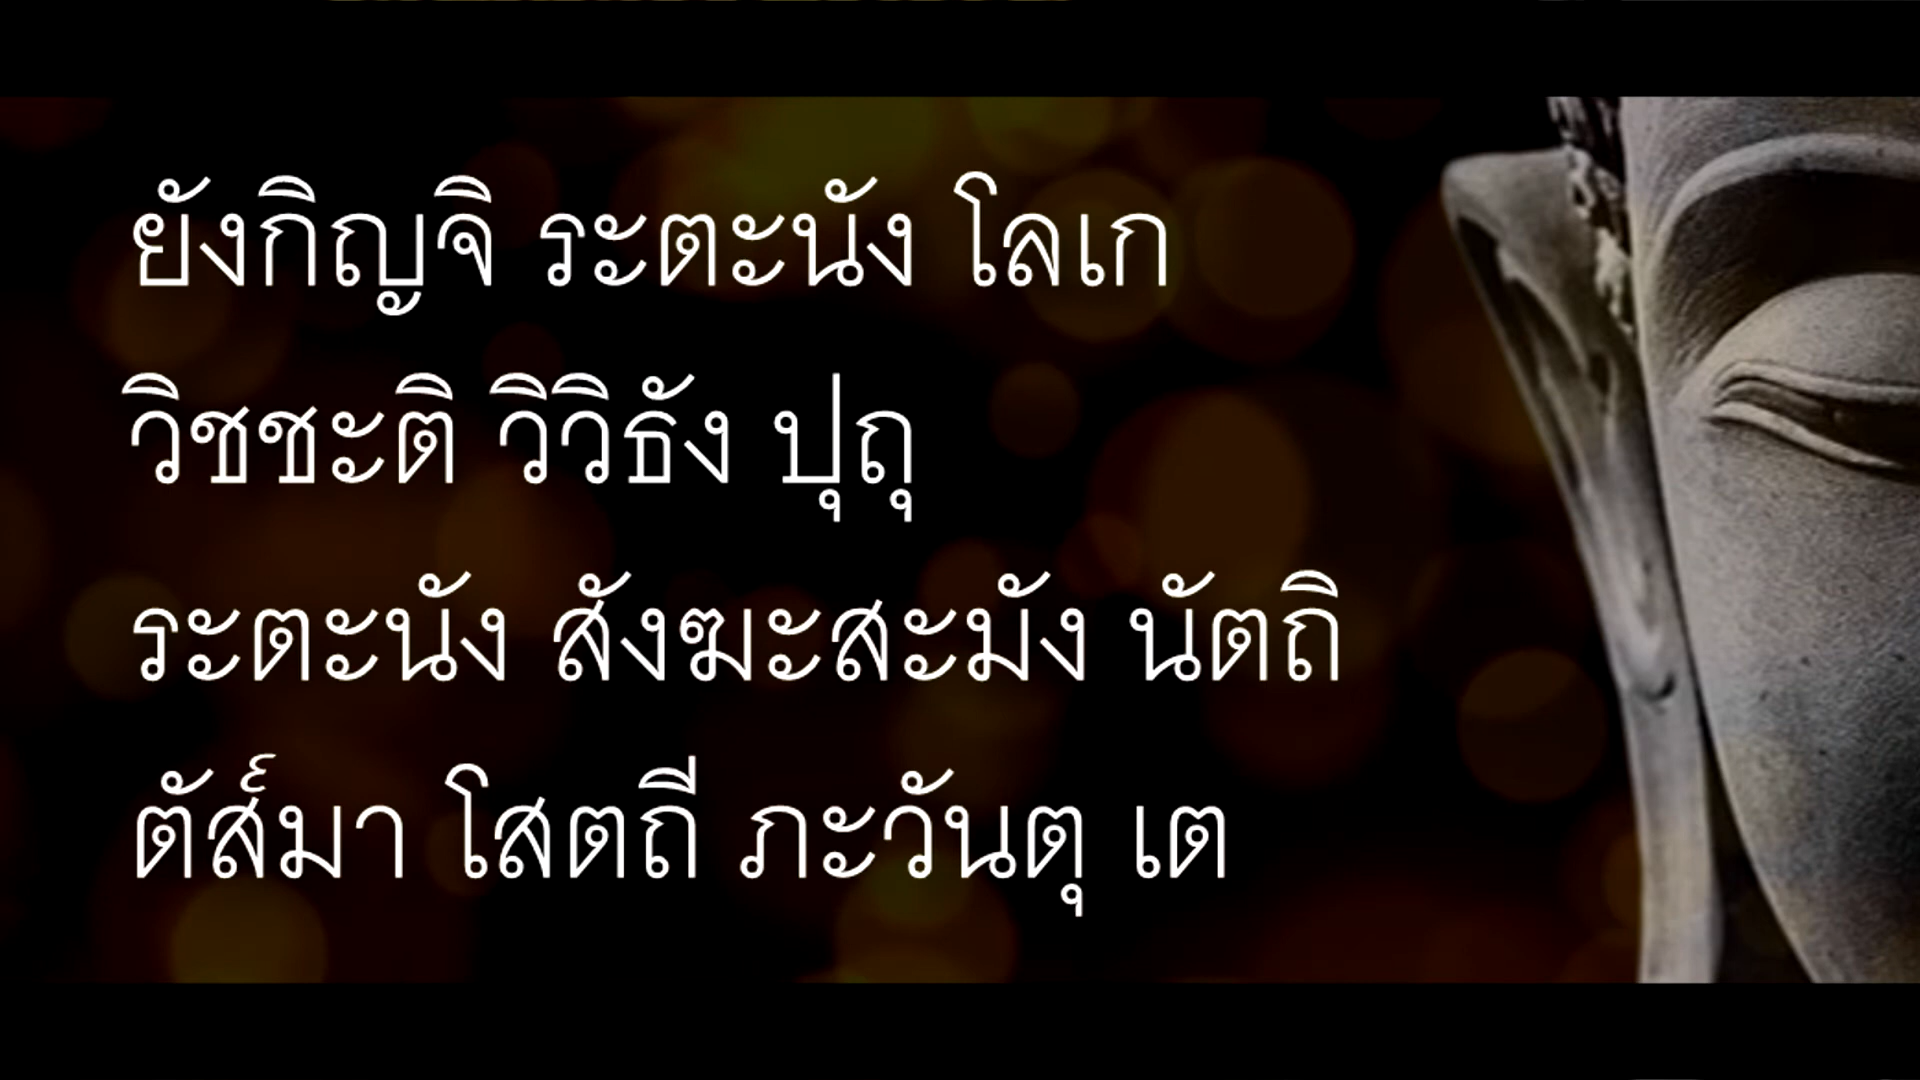 ยังกิญจิ ระตะนัง โลเก
วิชชะติ วิวิธัง ปุถุ
ระตะนัง สังฆะสะมัง นัตถิ
ตัส๎มา โสตถี ภะวันตุ เต